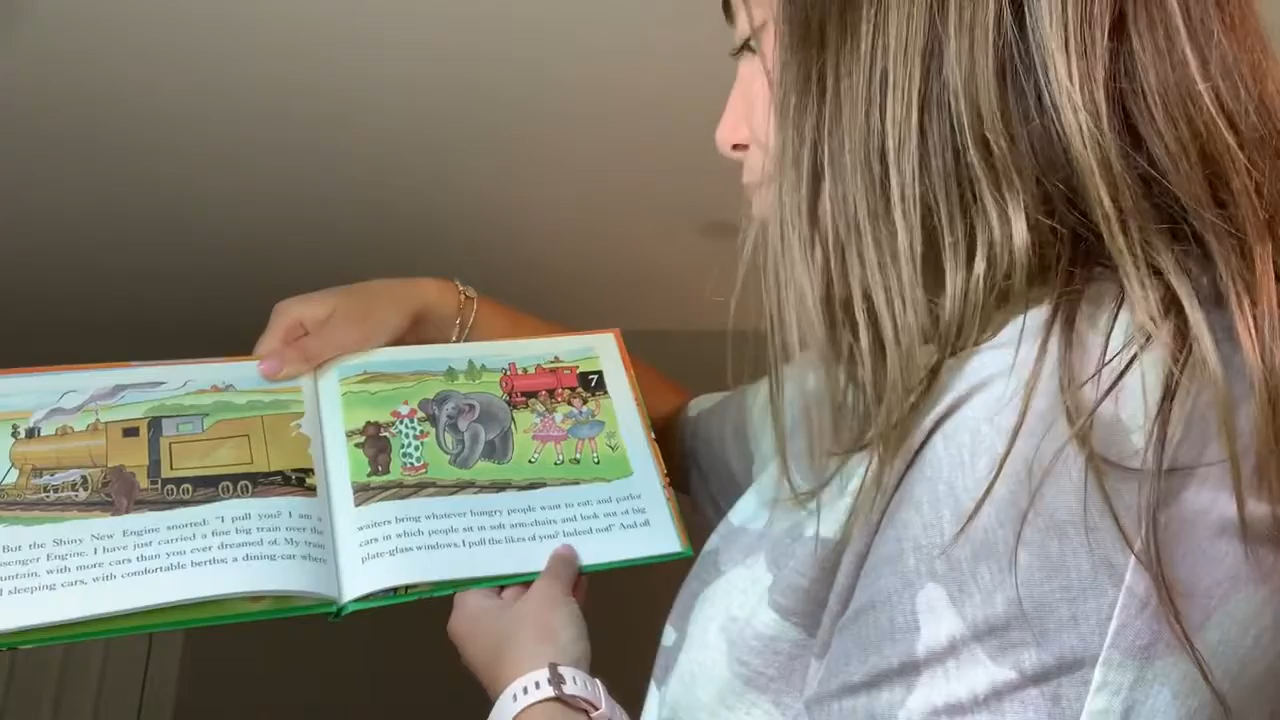 But the Shiny New Engine snorted: "I pull you? I am a
senger Engine. I have just carried a fine big train over the
untain, with more cars than you ever dreamed of. My train
sleeping cars, with comfortable berths; a dining-car where
7
waiters bring whatever hungry people want to eat; and parlor
cars in which people sit in soft arm-chairs and look out of big
plate-glass windows. I pull the likes of you? Indeed not!" And off